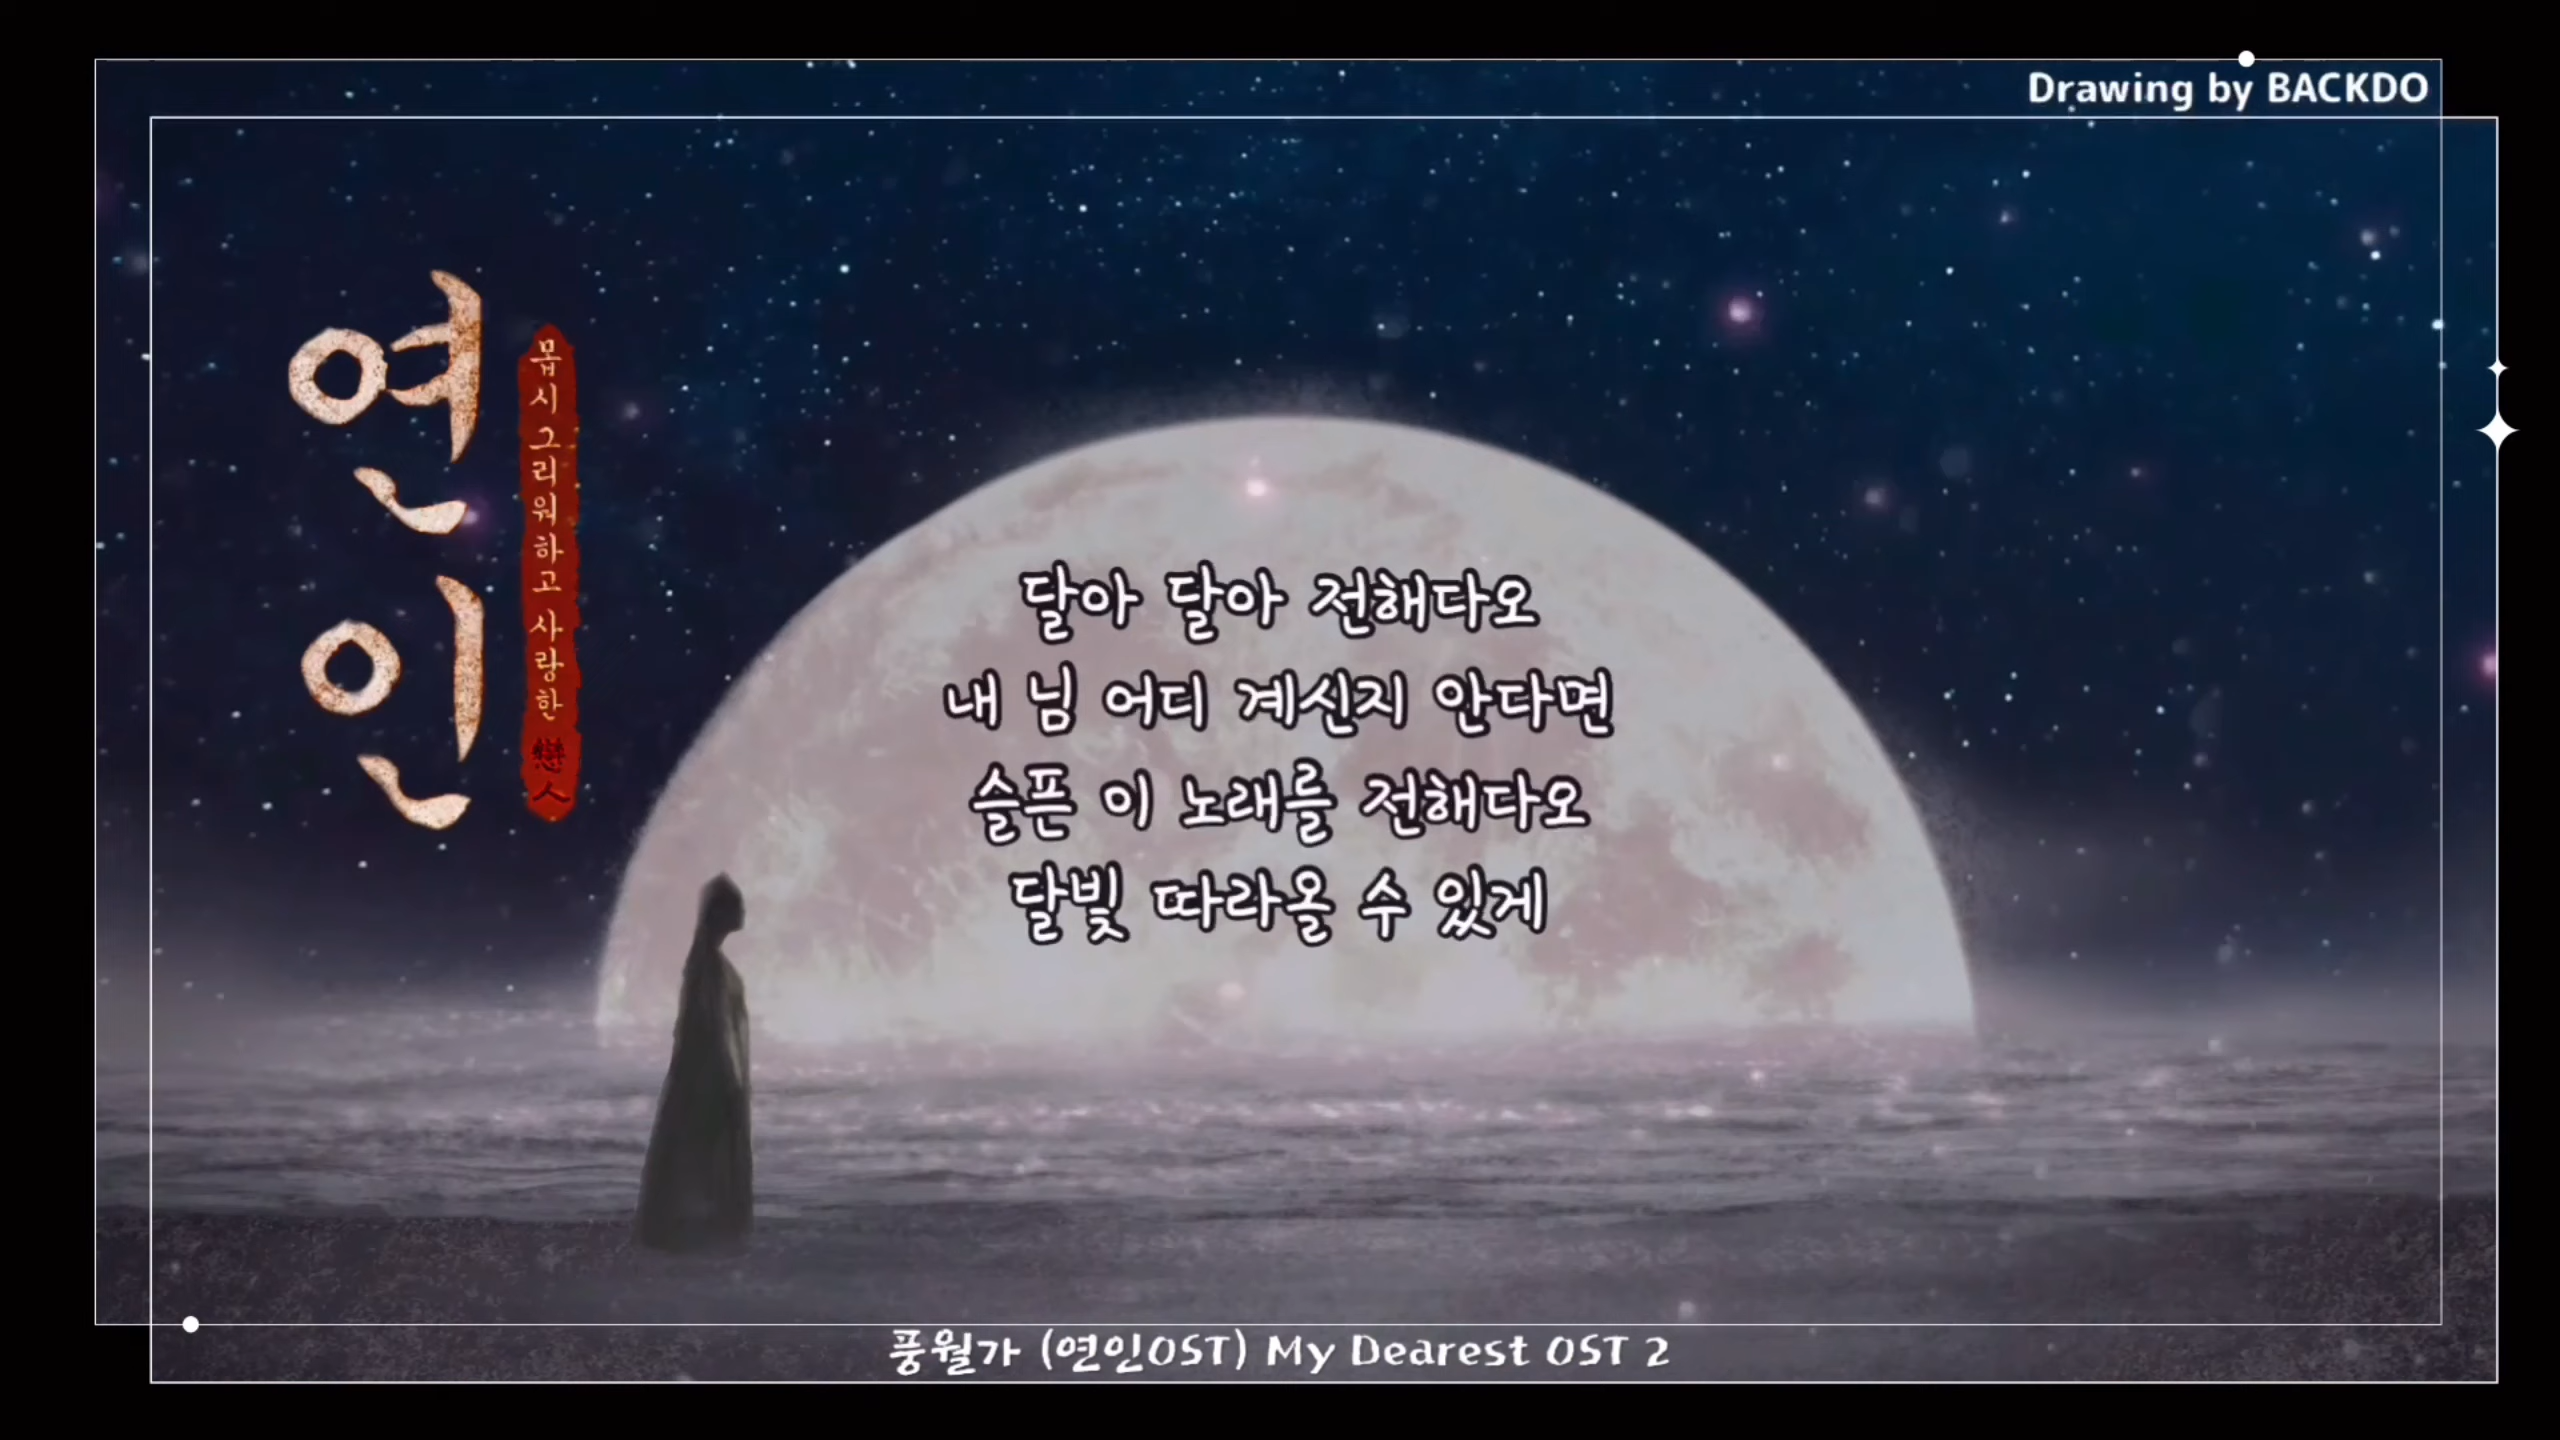 Drawing by BACKDO
연인
몹시 그리워하고 사랑한 戀人
달아 달아 전해다오
내 님 어디 계신지 안다면
슬픈 이 노래를 전해다오
달빛 따라올 수 있게
풍월가 (연인OST) My Dearest OST 2